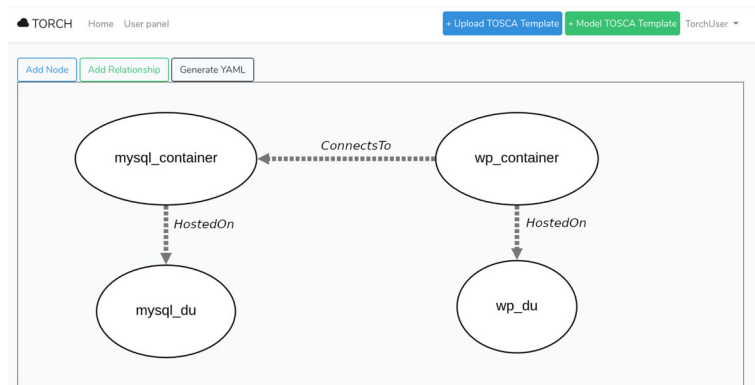 TORCH Home User panel + Upload TOSCA Template + Model TOSCA Template TorchUser
Add Node Add Relationship Generate YAML
mysql_container ConnectsTo wp_container
HostedOn HostedOn
mysql_du wp_du